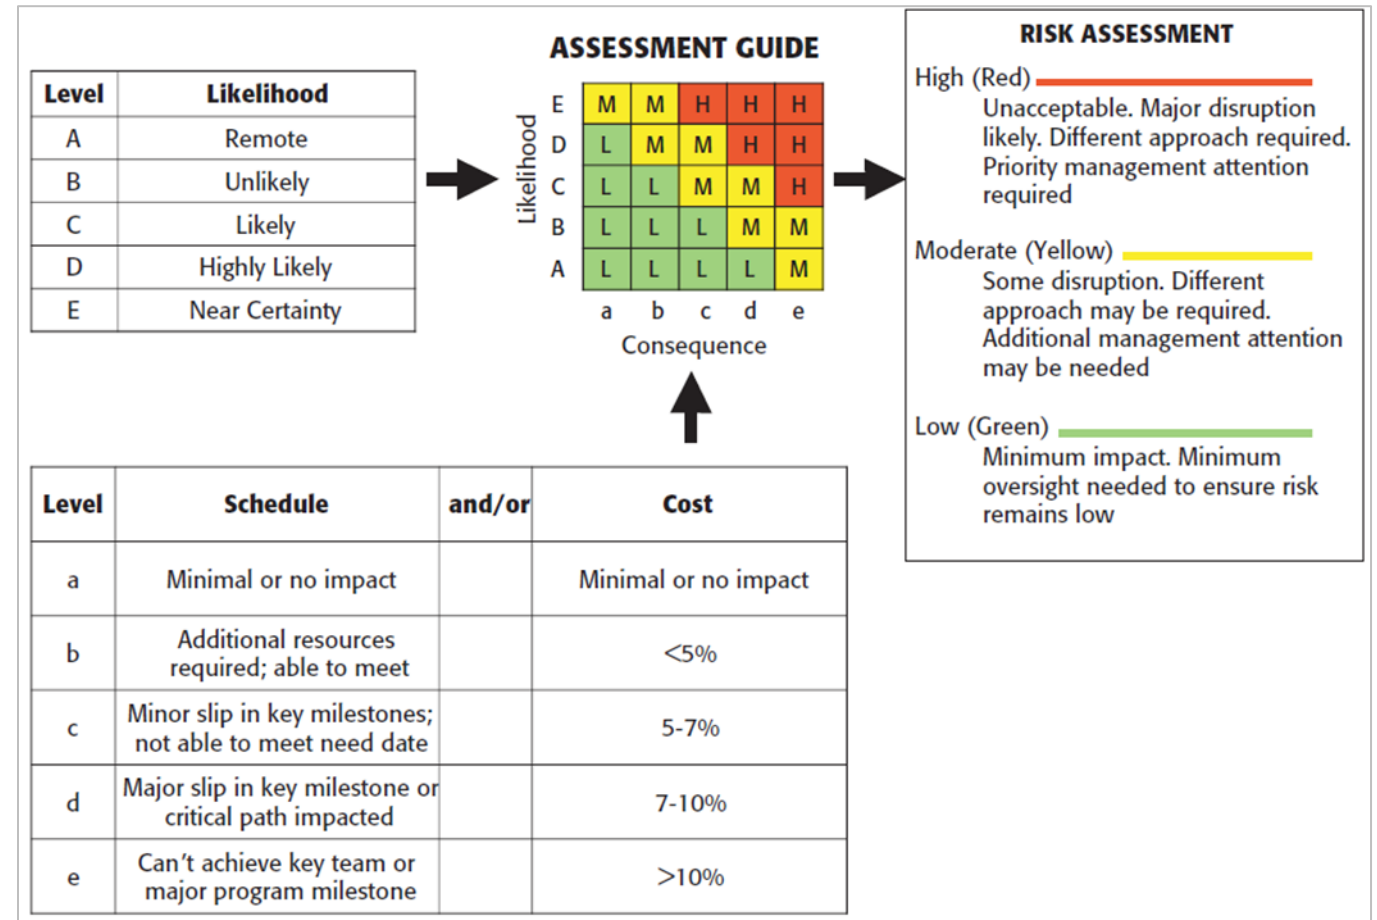 Level Likelihood
A Remote
B Unlikely
C Likely
D Highly Likely
E Near Certainty
ASSESSMENT GUIDE
Likelihood
E M M H H H
D L M M H H
C L L M M H
B L L L M M
A L L L L M
a b c d e
Consequence
RISK ASSESSMENT
High (Red)
Unacceptable. Major disruption
likely. Different approach required.
Priority management attention
required
Moderate (Yellow)
Some disruption. Different
approach may be required.
Additional management attention
may be needed
Low (Green)
Minimum impact. Minimum
oversight needed to ensure risk
remains low
Level Schedule and/or Cost
a Minimal or no impact Minimal or no impact
b Additional resources
required; able to meet <5%
c Minor slip in key milestones;
not able to meet need date 5-7%
d Major slip in key milestone or
critical path impacted 7-10%
e Can't achieve key team or
major program milestone >10%